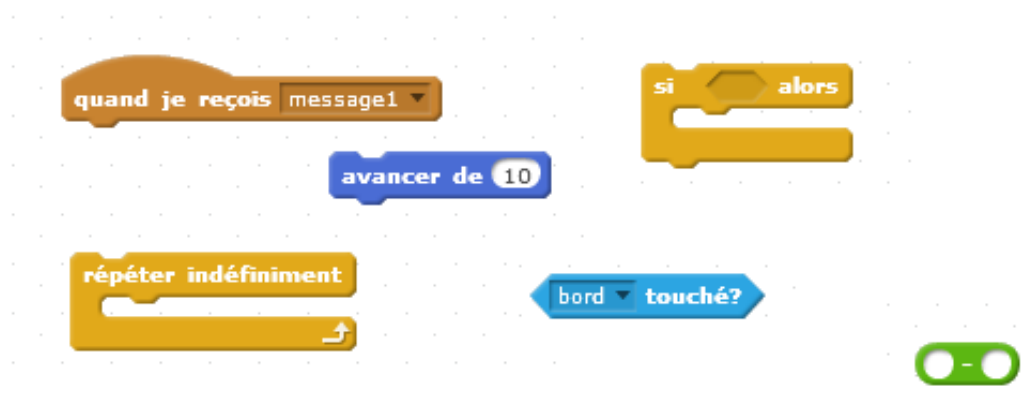 quand je reçois message1
si alors
avancer de 10
répéter indéfiniment
bord touché?
-